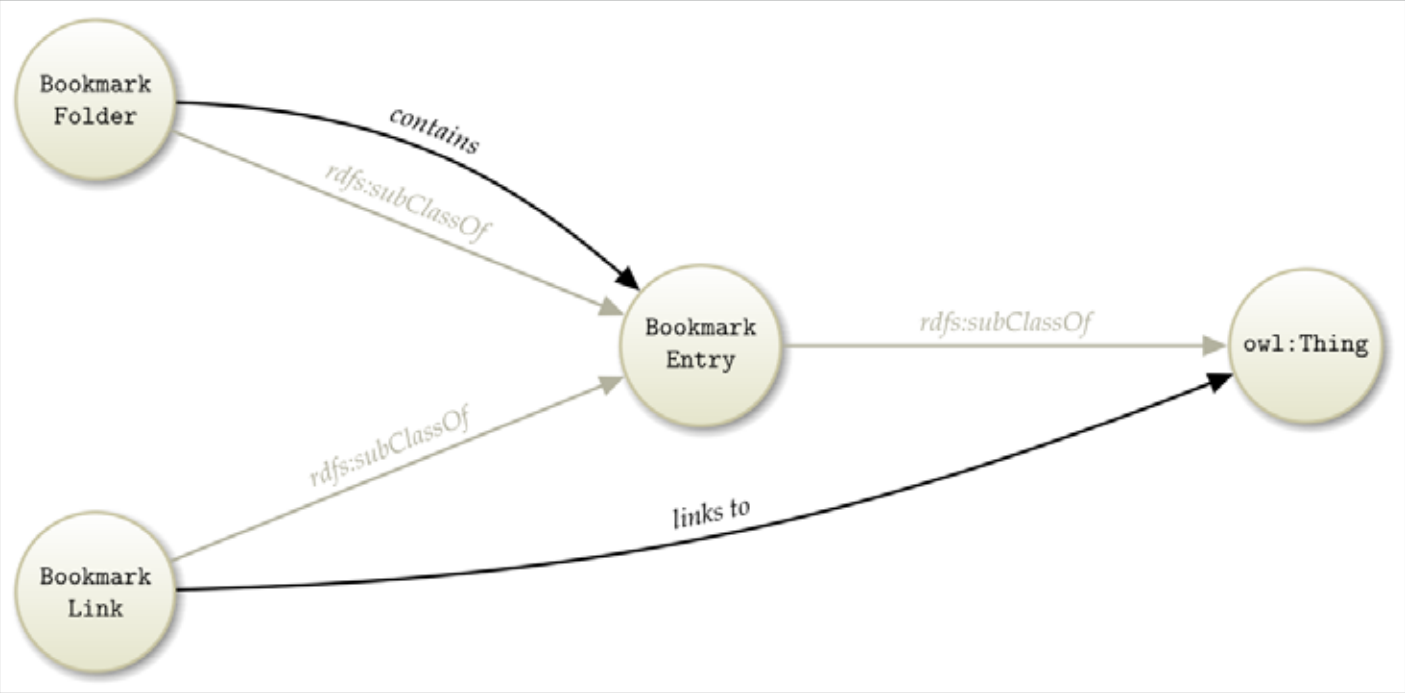 Bookmark
Folder
contains
rdfs:subClassOf
Bookmark
Entry
rdfs:subClassOf
owl:Thing
rdfs:subClassOf
links to
Bookmark
Link